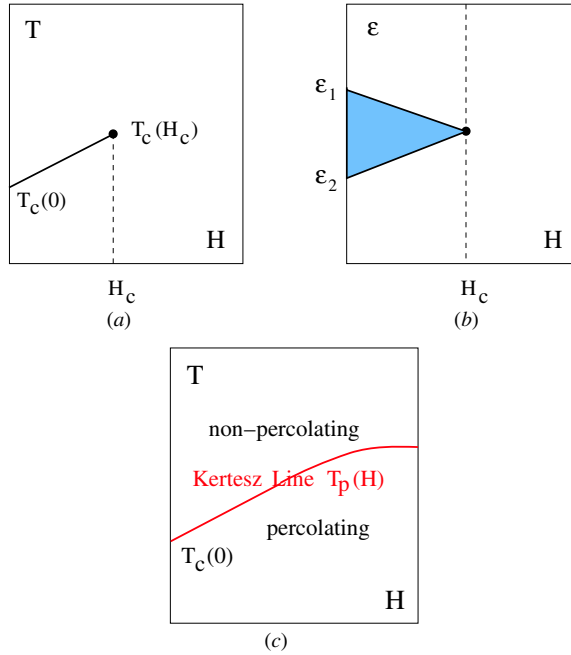 T
T_c(H_c)
T_c(0)
H
H_c
(a)
ε
ε_1
ε_2
H
H_c
(b)
T
non-percolating
Kertesz Line T_p(H)
percolating
T_c(0)
H
(c)